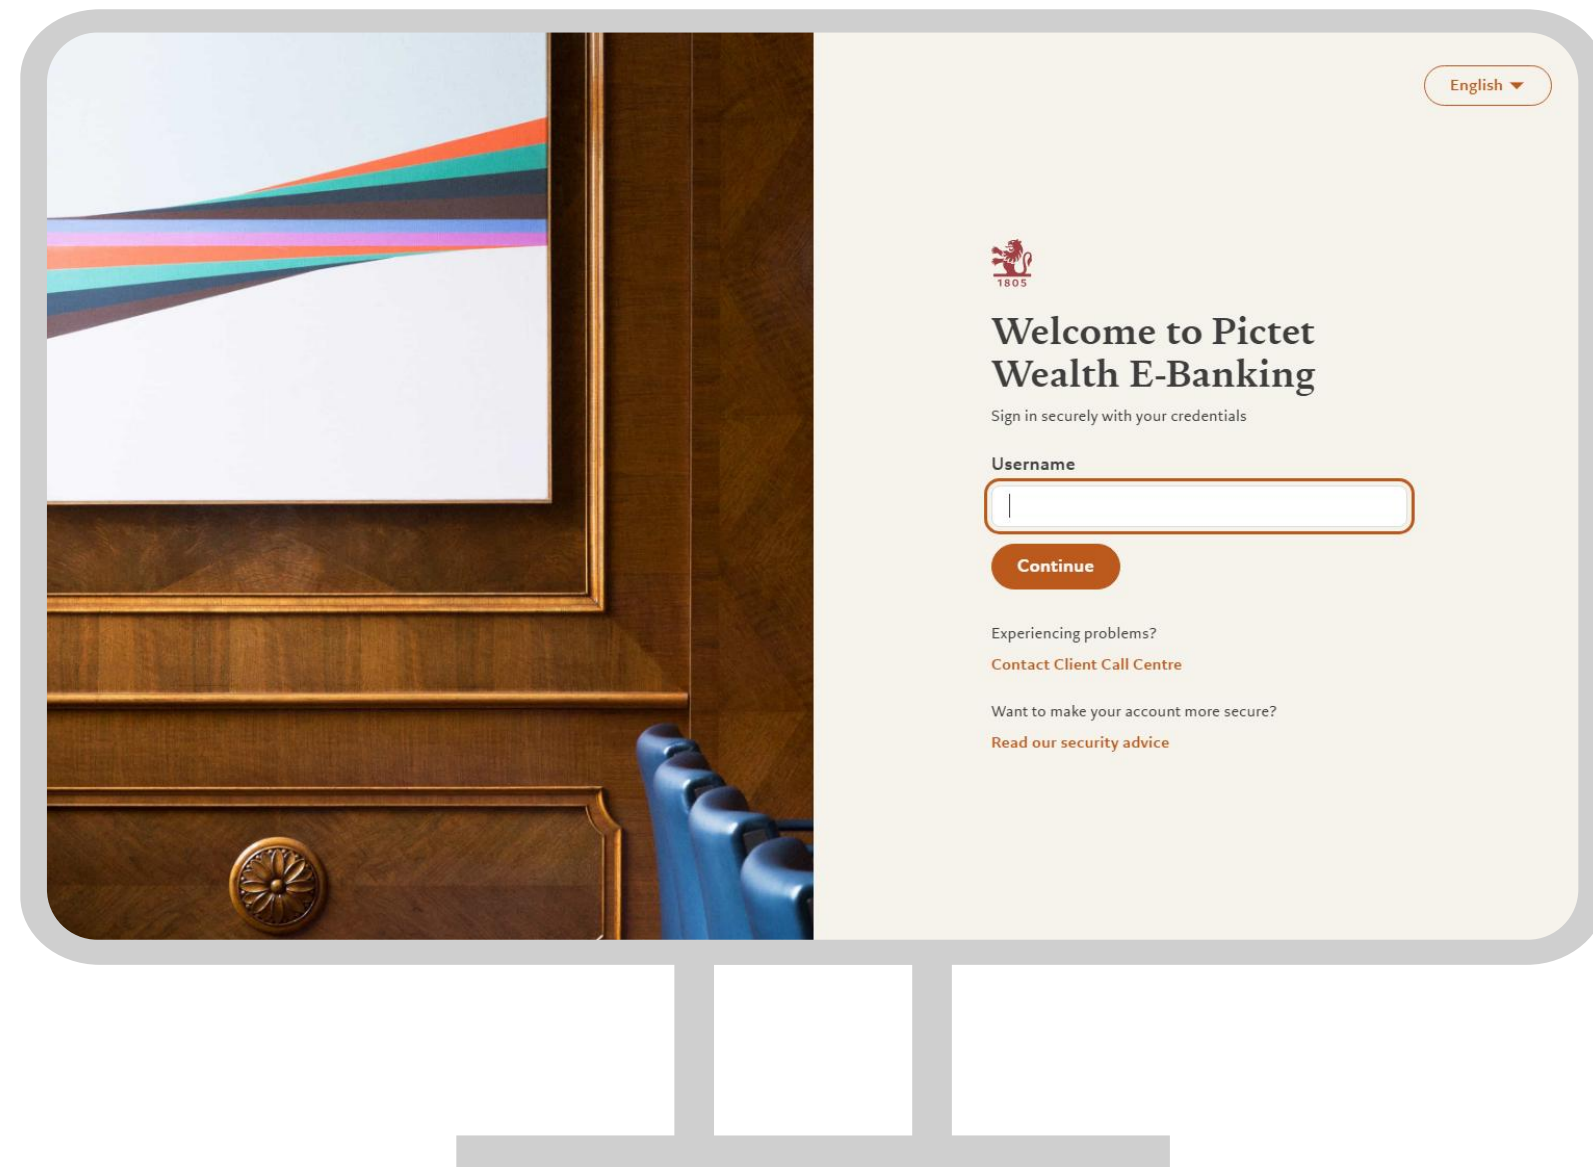 English
1805
Welcome to Pictet
Wealth E-Banking
Sign in securely with your credentials
Username
Continue
Experiencing problems?
Contact Client Call Centre
Want to make your account more secure?
Read our security advice